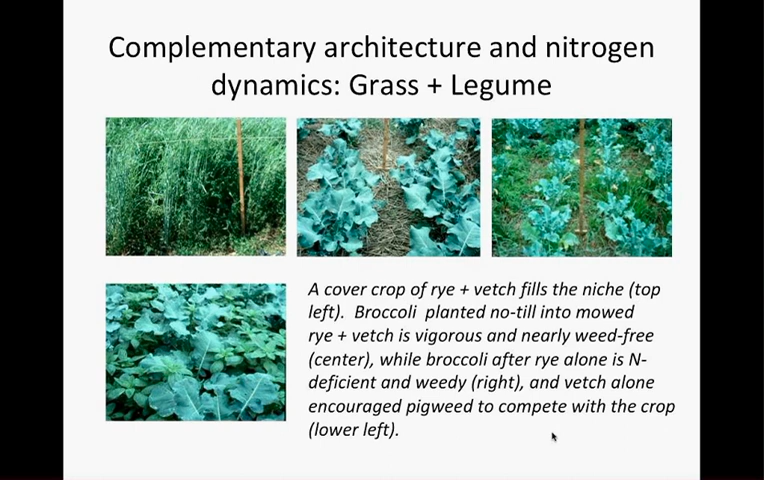 Complementary architecture and nitrogen
dynamics: Grass + Legume
A cover crop of rye + vetch fills the niche (top
left). Broccoli planted no-till into mowed
rye + vetch is vigorous and nearly weed-free
(center), while broccoli after rye alone is N-
deficient and weedy (right), and vetch alone
encouraged pigweed to compete with the crop
(lower left).